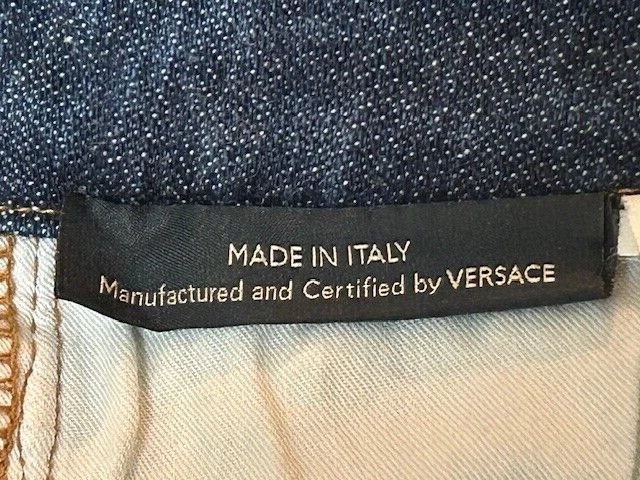 MADE IN ITALY
Manufactured and Certified by VERSACE